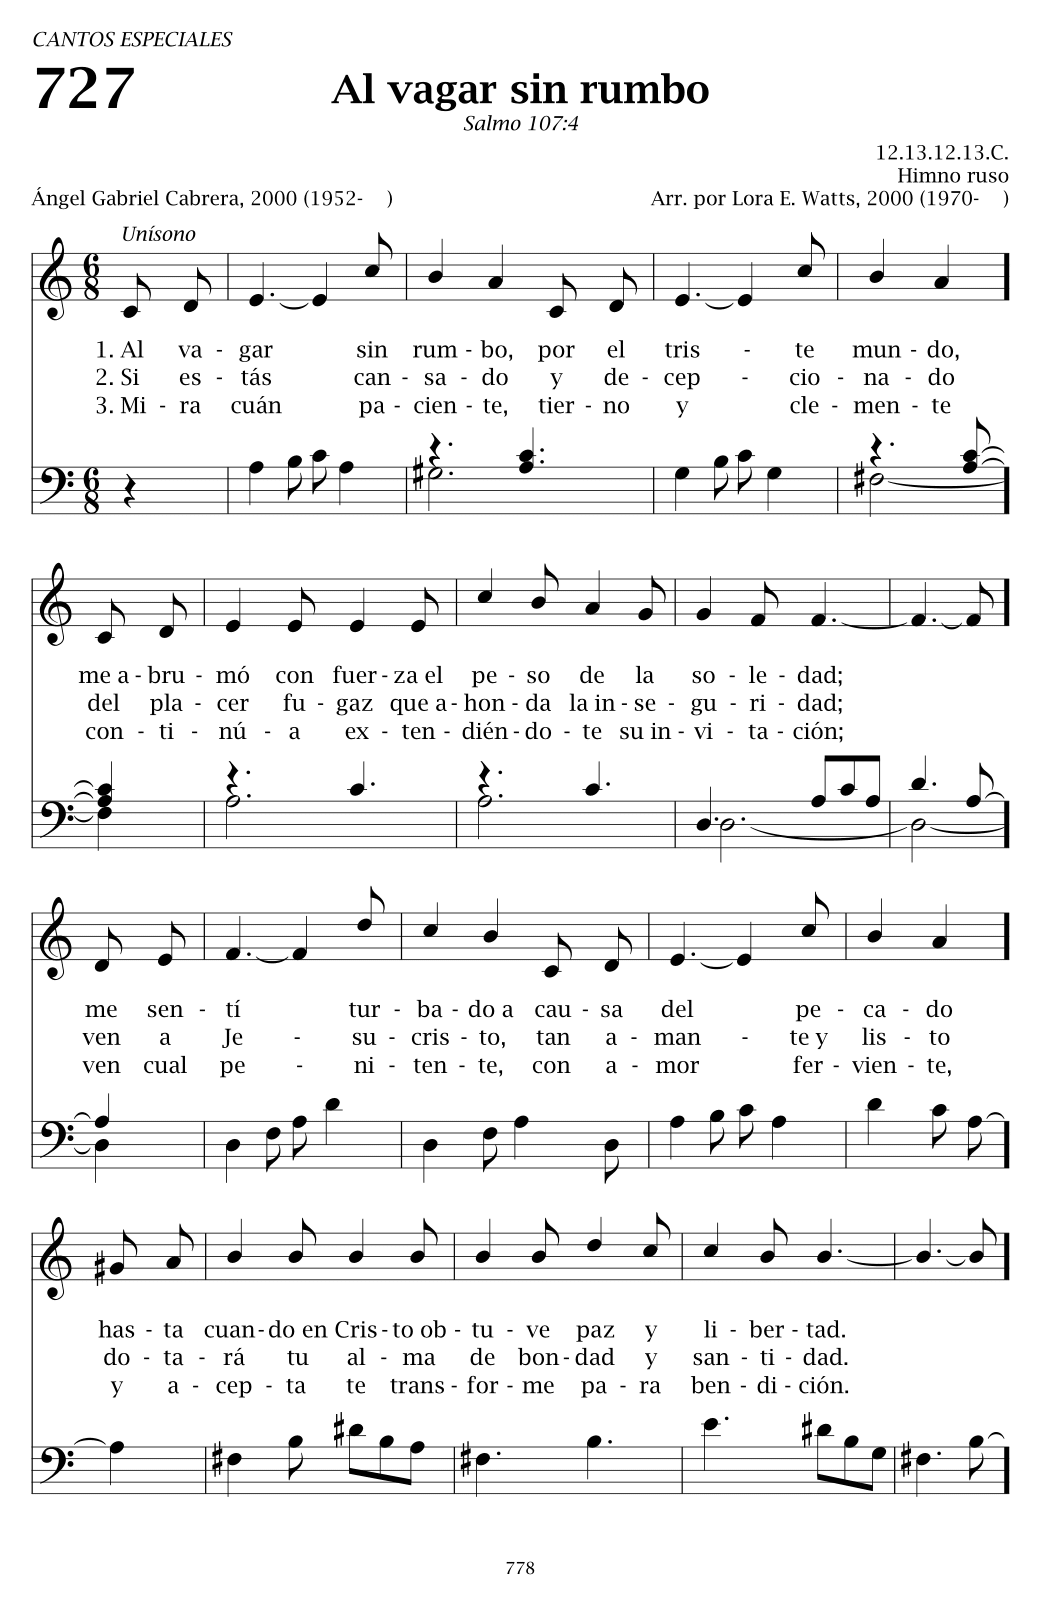 CANTOS ESPECIALES
727
Al vagar sin rumbo
Salmo 107:4
12.13.12.13.C.
Himno ruso
Ángel Gabriel Cabrera, 2000 (1952- ) Arr. por Lora E. Watts, 2000 (1970- )
Unísono
1. Al va - gar sin rum - bo, por el tris - te mun - do,
2. Si es - tás can - sa - do y de - cep - cio - na - do
3. Mi - ra cuán pa - cien - te, tier - no y cle - men - te
me a - bru - mó con fuer - za el pe - so de la so - le - dad;
del pla - cer fu - gaz que a - hon - da la in - se - gu - ri - dad;
con - ti - nú - a ex - ten - dién - do - te su in - vi - ta - ción;
me sen - tí tur - ba - do a cau - sa del pe - ca - do
ven a Je - su - cris - to, tan a - man - te y lis - to
ven cual pe - ni - ten - te, con a - mor fer - vien - te,
has - ta cuan - do en Cris - to ob - tu - ve paz y li - ber - tad.
do - ta - rá tu al - ma de bon - dad y san - ti - dad.
y a - cep - ta te trans - for - me pa - ra ben - di - ción.
778